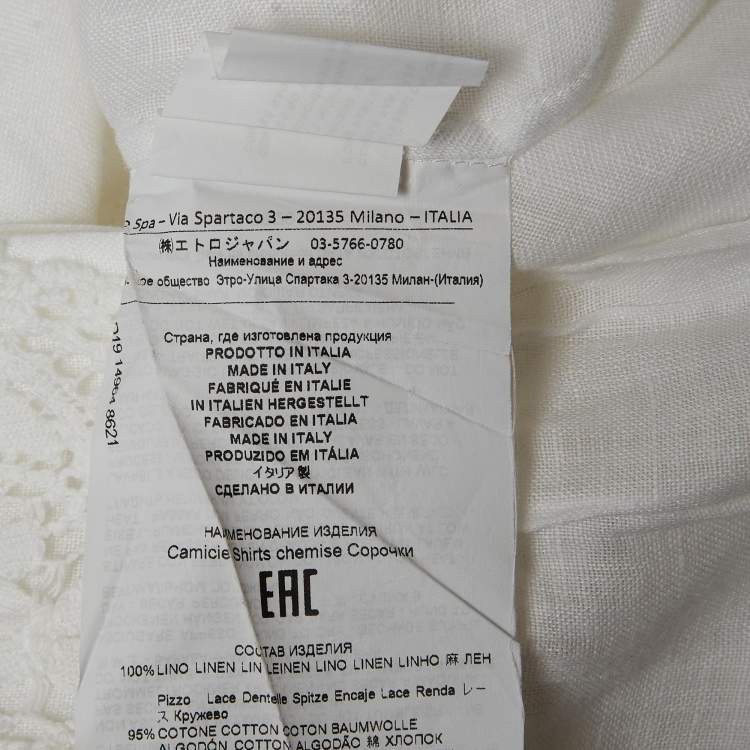 Spa – Via Spartaco 3 – 20135 Milano – ITALIA
㈱エトロジャパン 03-5766-0780
Наименование и адрес
общество Этро-Улица Спартака 3-20135 Милан-(Италия)
Страна, где изготовлена продукция
PRODOTTO IN ITALIA
MADE IN ITALY
FABRIQUÉ EN ITALIE
IN ITALIEN HERGESTELLT
FABRICADO EN ITALIA
MADE IN ITALY
PRODUZIDO EM ITÁLIA
イタリア製
СДЕЛАНО В ИТАЛИИ
8621
НАИМЕНОВАНИЕ ИЗДЕЛИЯ
Camicie Shirts chemise Сорочки
EAC
СОСТАВ ИЗДЕЛИЯ
100% LINO LINEN LIN LEINEN LINO LINEN LINHO 麻 ЛЕН
Pizzo Lace Dentelle Spitze Encaje Lace Renda レー
ス Кружево
95% COTONE COTTON COTON BAUMWOLLE
ALGODÓN COTTON ALGODÃO 綿 ХЛОПОК